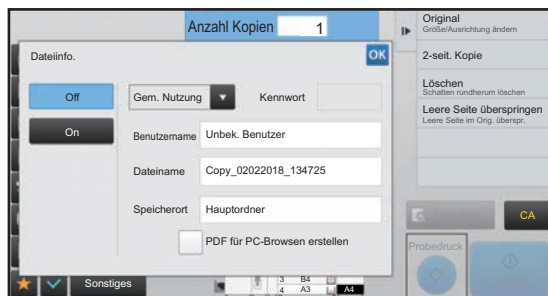 Anzahl Kopien 1
Original
Größe/Ausrichtung ändern
2-seit. Kopie
Löschen
Schatten rundherum löschen
Leere Seite überspringen
Leere Seite im Orig. überspr.
Dateiinfo. OK
Off
On
Gem. Nutzung Kennwort
Benutzername Unbek. Benutzer
Dateiname Copy_02022018_134725
Speicherort Hauptordner
PDF für PC-Browsen erstellen
CA
Probedruck
Sonstiges
3 B4
4 A3 A4